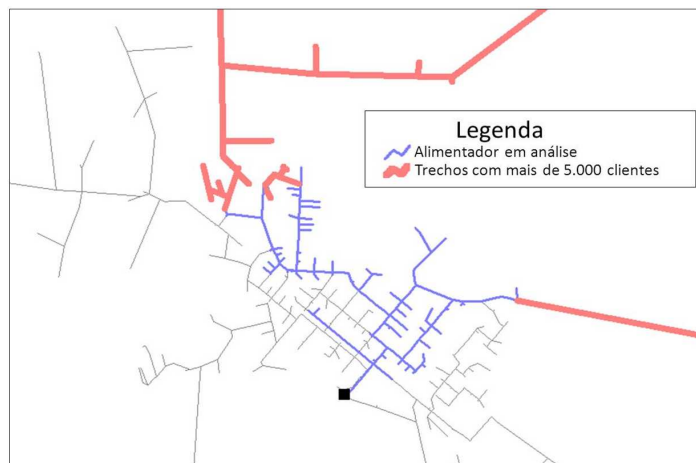 Legenda
Alimentador em análise
Trechos com mais de 5.000 clientes